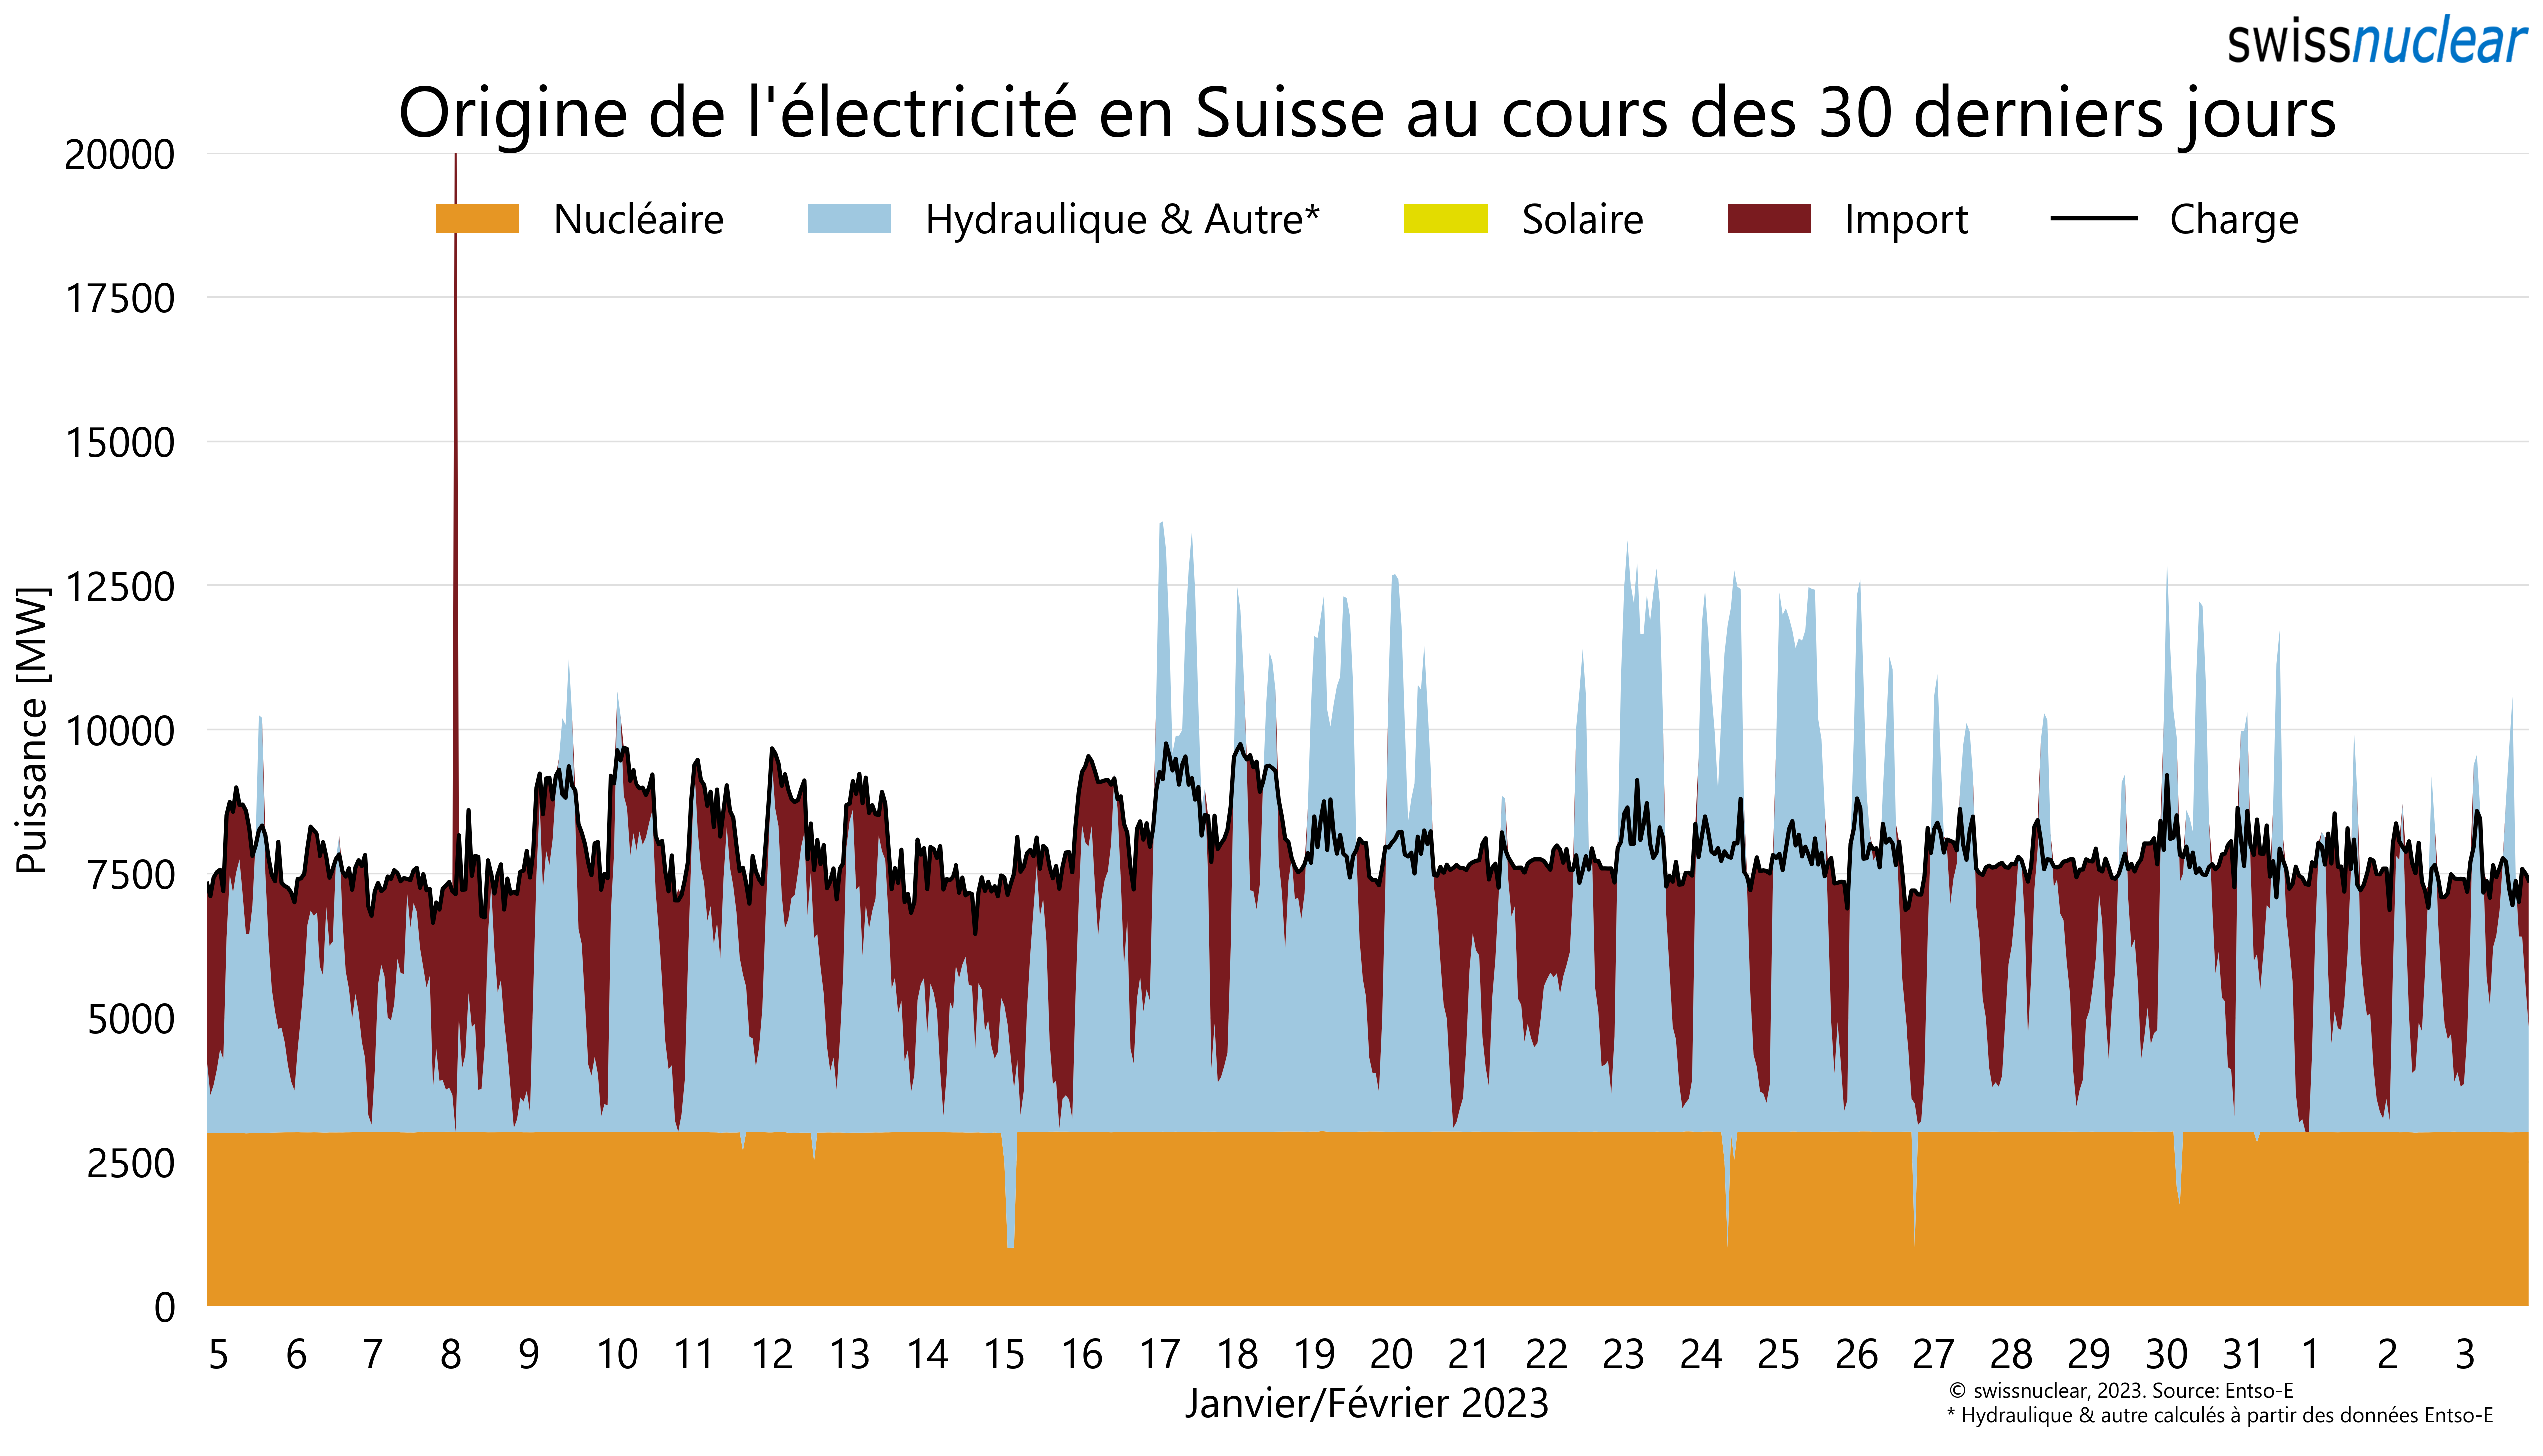 swissnuclear
Origine de l'électricité en Suisse au cours des 30 derniers jours
20000
Nucléaire Hydraulique & Autre* Solaire Import Charge
17500
15000
12500
10000
7500
5000
2500
0
Puissance [MW]
5 6 7 8 9 10 11 12 13 14 15 16 17 18 19 20 21 22 23 24 25 26 27 28 29 30 31 1 2 3
Janvier/Février 2023
© swissnuclear, 2023. Source: Entso-E
* Hydraulique & autre calculés à partir des données Entso-E